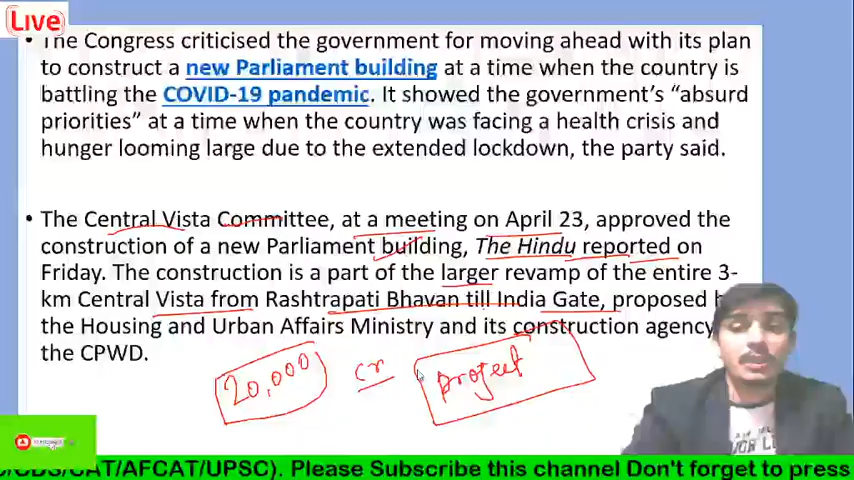 Live
• The Congress criticised the government for moving ahead with its plan
to construct a new Parliament building at a time when the country is
battling the COVID-19 pandemic. It showed the government's “absurd
priorities” at a time when the country was facing a health crisis and
hunger looming large due to the extended lockdown, the party said.
• The Central Vista Committee, at a meeting on April 23, approved the
construction of a new Parliament building, The Hindu reported on
Friday. The construction is a part of the larger revamp of the entire 3-
km Central Vista from Rashtrapati Bhavan till India Gate, proposed
the Housing and Urban Affairs Ministry and its construction agency
the CPWD.
20,000 cr project
/CDS/CAT/AFCAT/UPSC). Please Subscribe this channel Don't forget to press